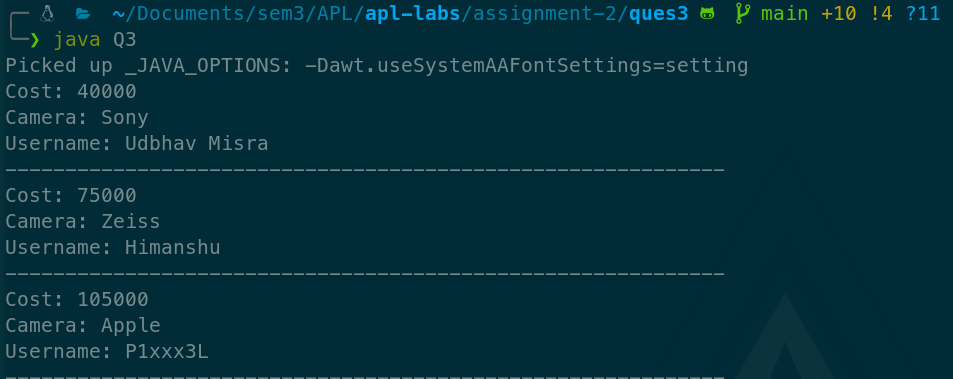 ~/Documents/sem3/APL/apl-labs/assignment-2/ques3 main +10 !4 ?11
❯ java Q3
Picked up _JAVA_OPTIONS: -Dawt.useSystemAAFontSettings=setting
Cost: 40000
Camera: Sony
Username: Udbhav Misra
------------------------------------------------------------
Cost: 75000
Camera: Zeiss
Username: Himanshu
------------------------------------------------------------
Cost: 105000
Camera: Apple
Username: P1xxx3L
------------------------------------------------------------